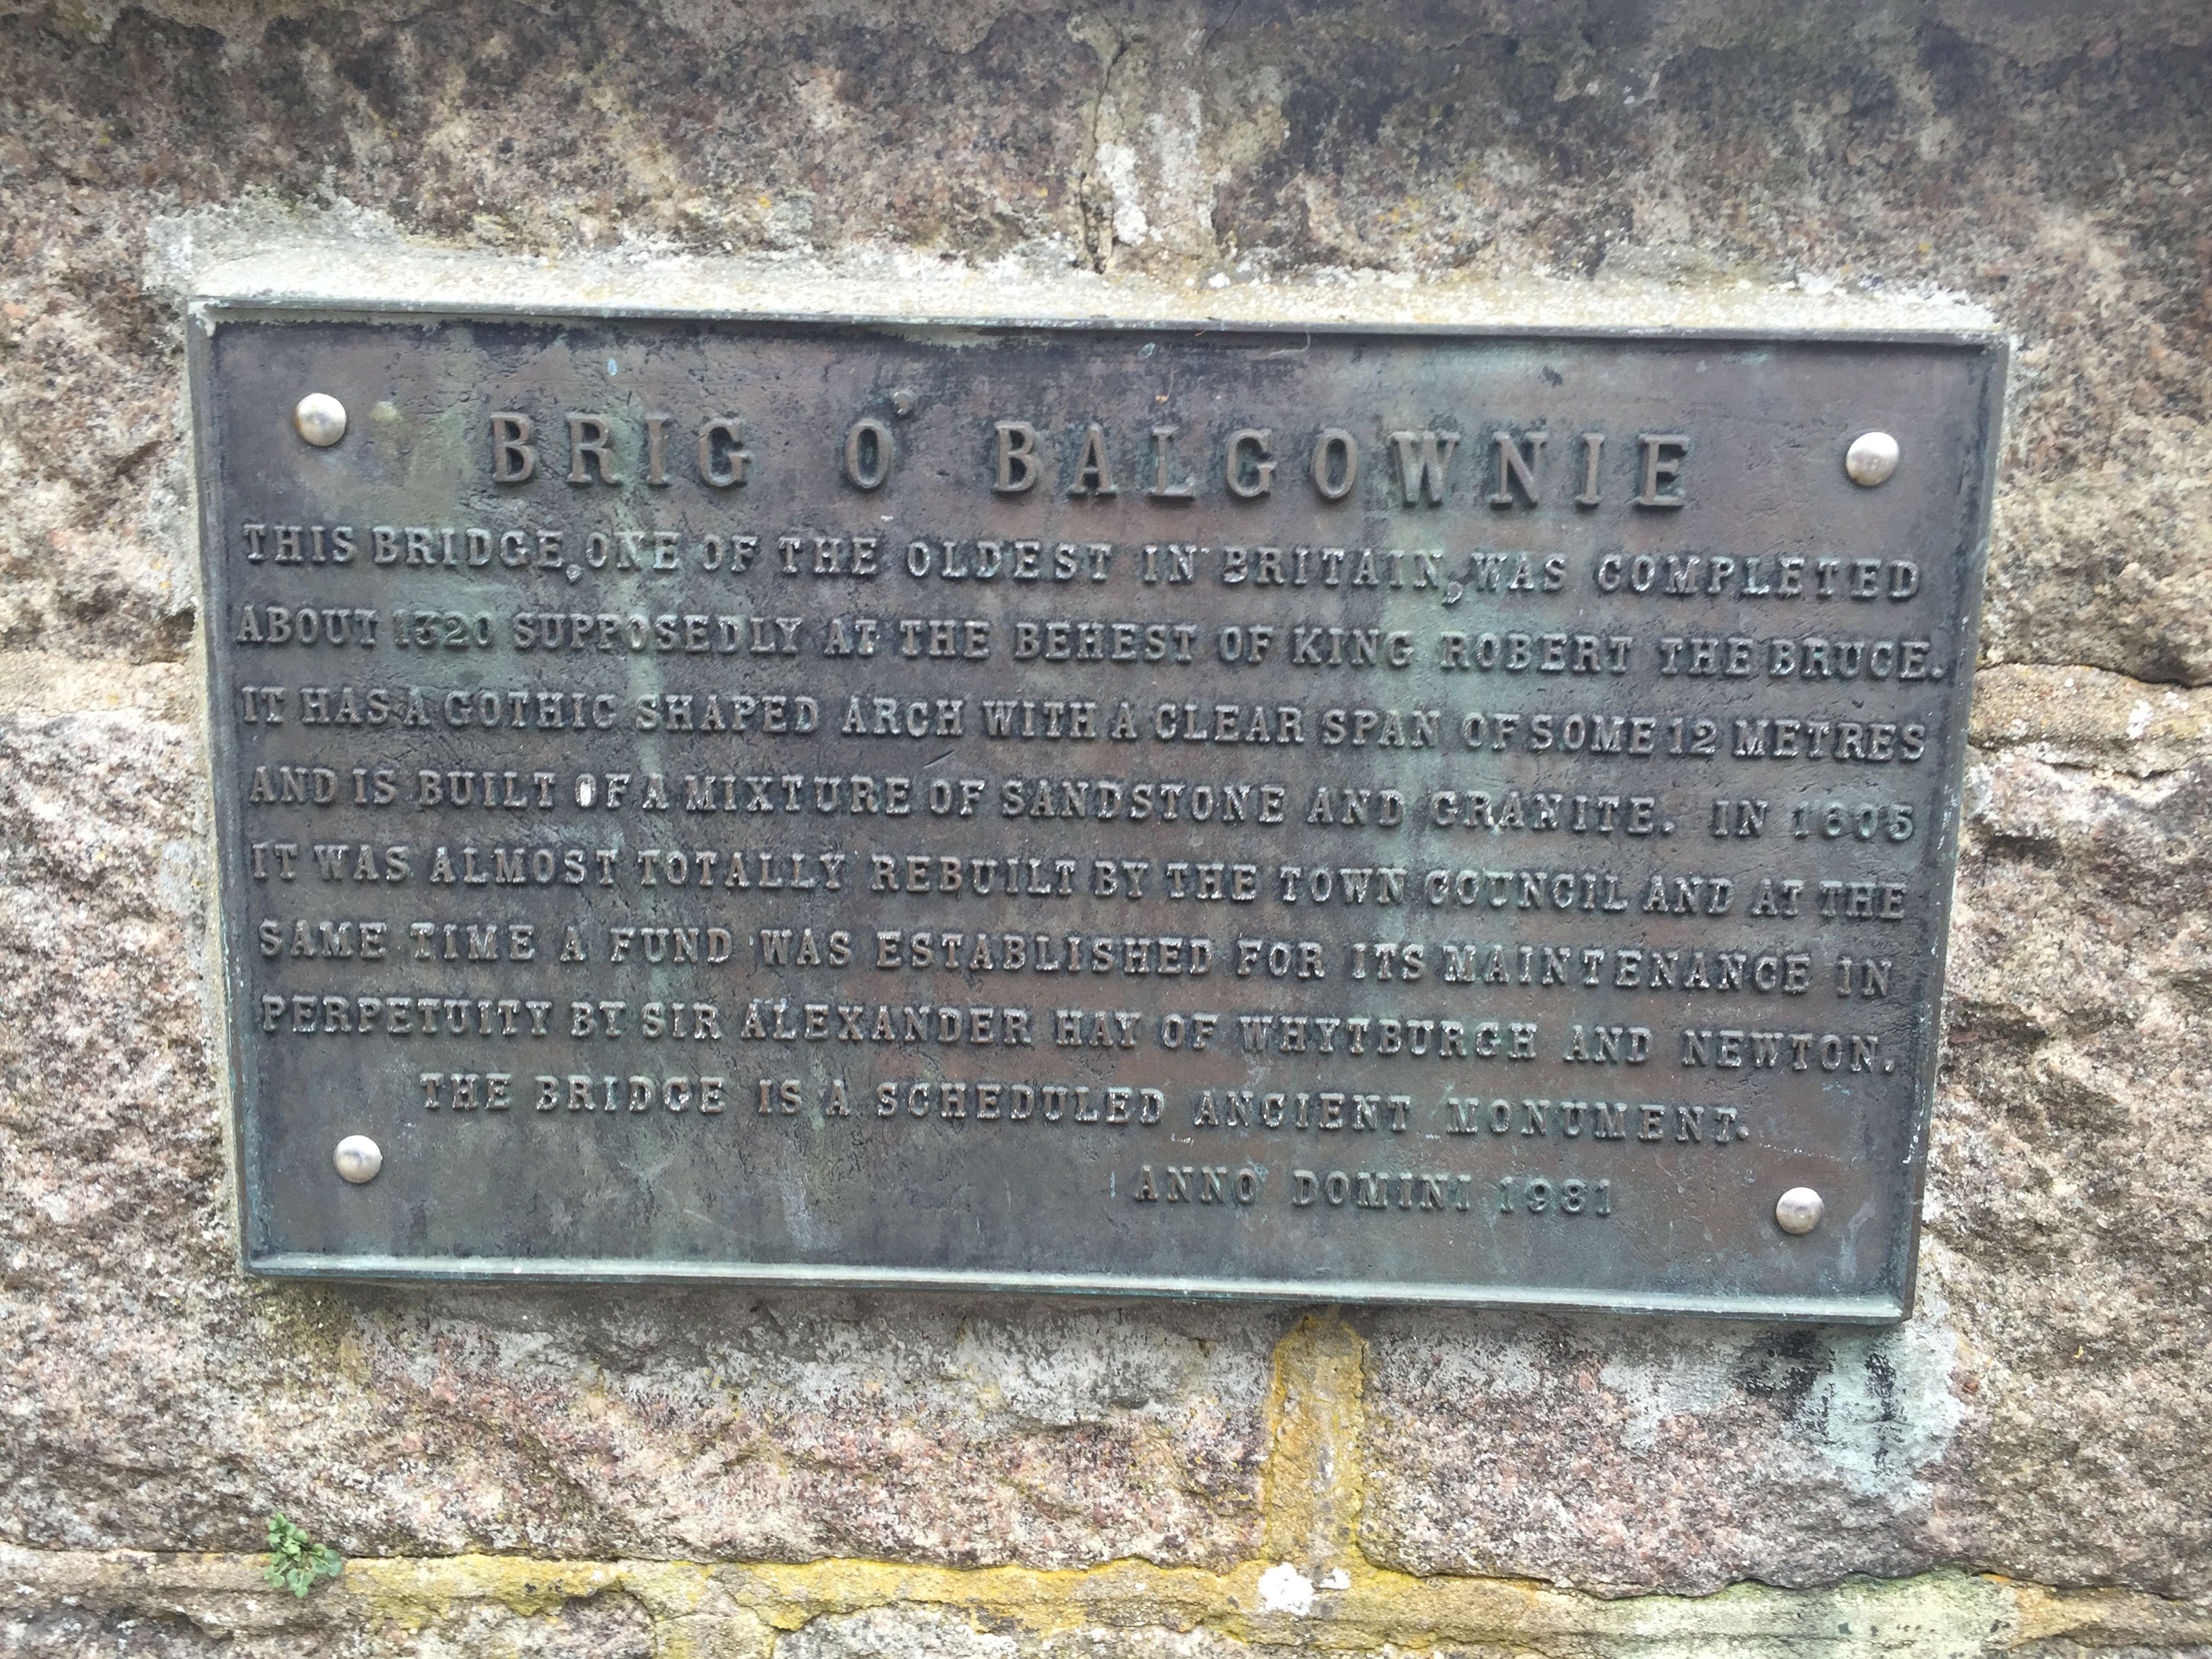 BRIG O' BALGOWNIE
THIS BRIDGE, ONE OF THE OLDEST IN BRITAIN, WAS COMPLETED
ABOUT 1320 SUPPOSEDLY AT THE BEHEST OF KING ROBERT THE BRUCE.
IT HAS A GOTHIC SHAPED ARCH WITH A CLEAR SPAN OF SOME 12 METRES
AND IS BUILT OF A MIXTURE OF SANDSTONE AND GRANITE. IN 1605
IT WAS ALMOST TOTALLY REBUILT BY THE TOWN COUNCIL AND AT THE
SAME TIME A FUND WAS ESTABLISHED FOR ITS MAINTENANCE IN
PERPETUITY BY SIR ALEXANDER HAY OF WHYTBURGH AND NEWTON.
THE BRIDGE IS A SCHEDULED ANCIENT MONUMENT.
ANNO DOMINI 1981